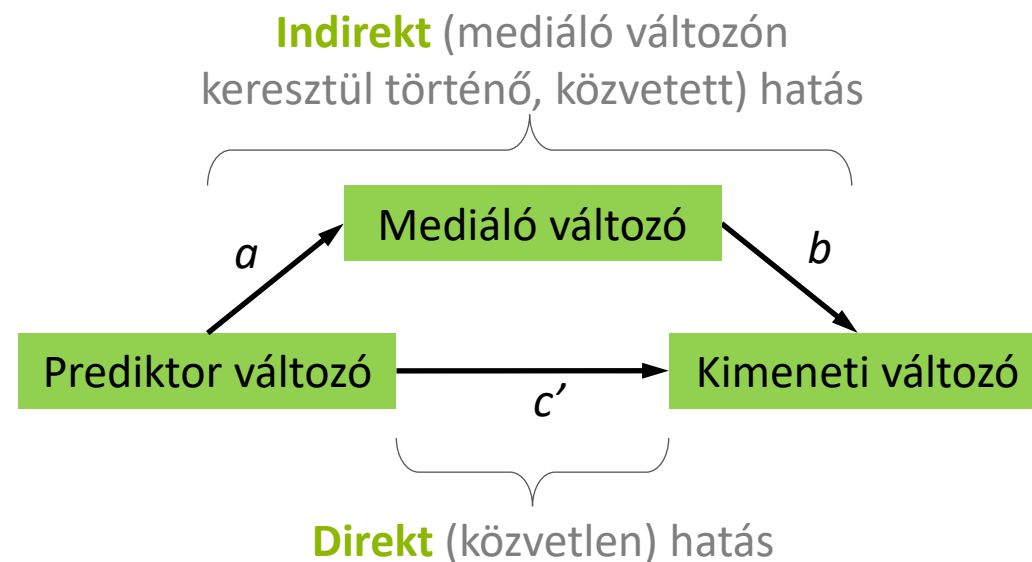 Indirekt (mediáló változón
keresztül történő, közvetett) hatás
Mediáló változó
a
b
Prediktor változó
Kimeneti változó
c’
Direkt (közvetlen) hatás